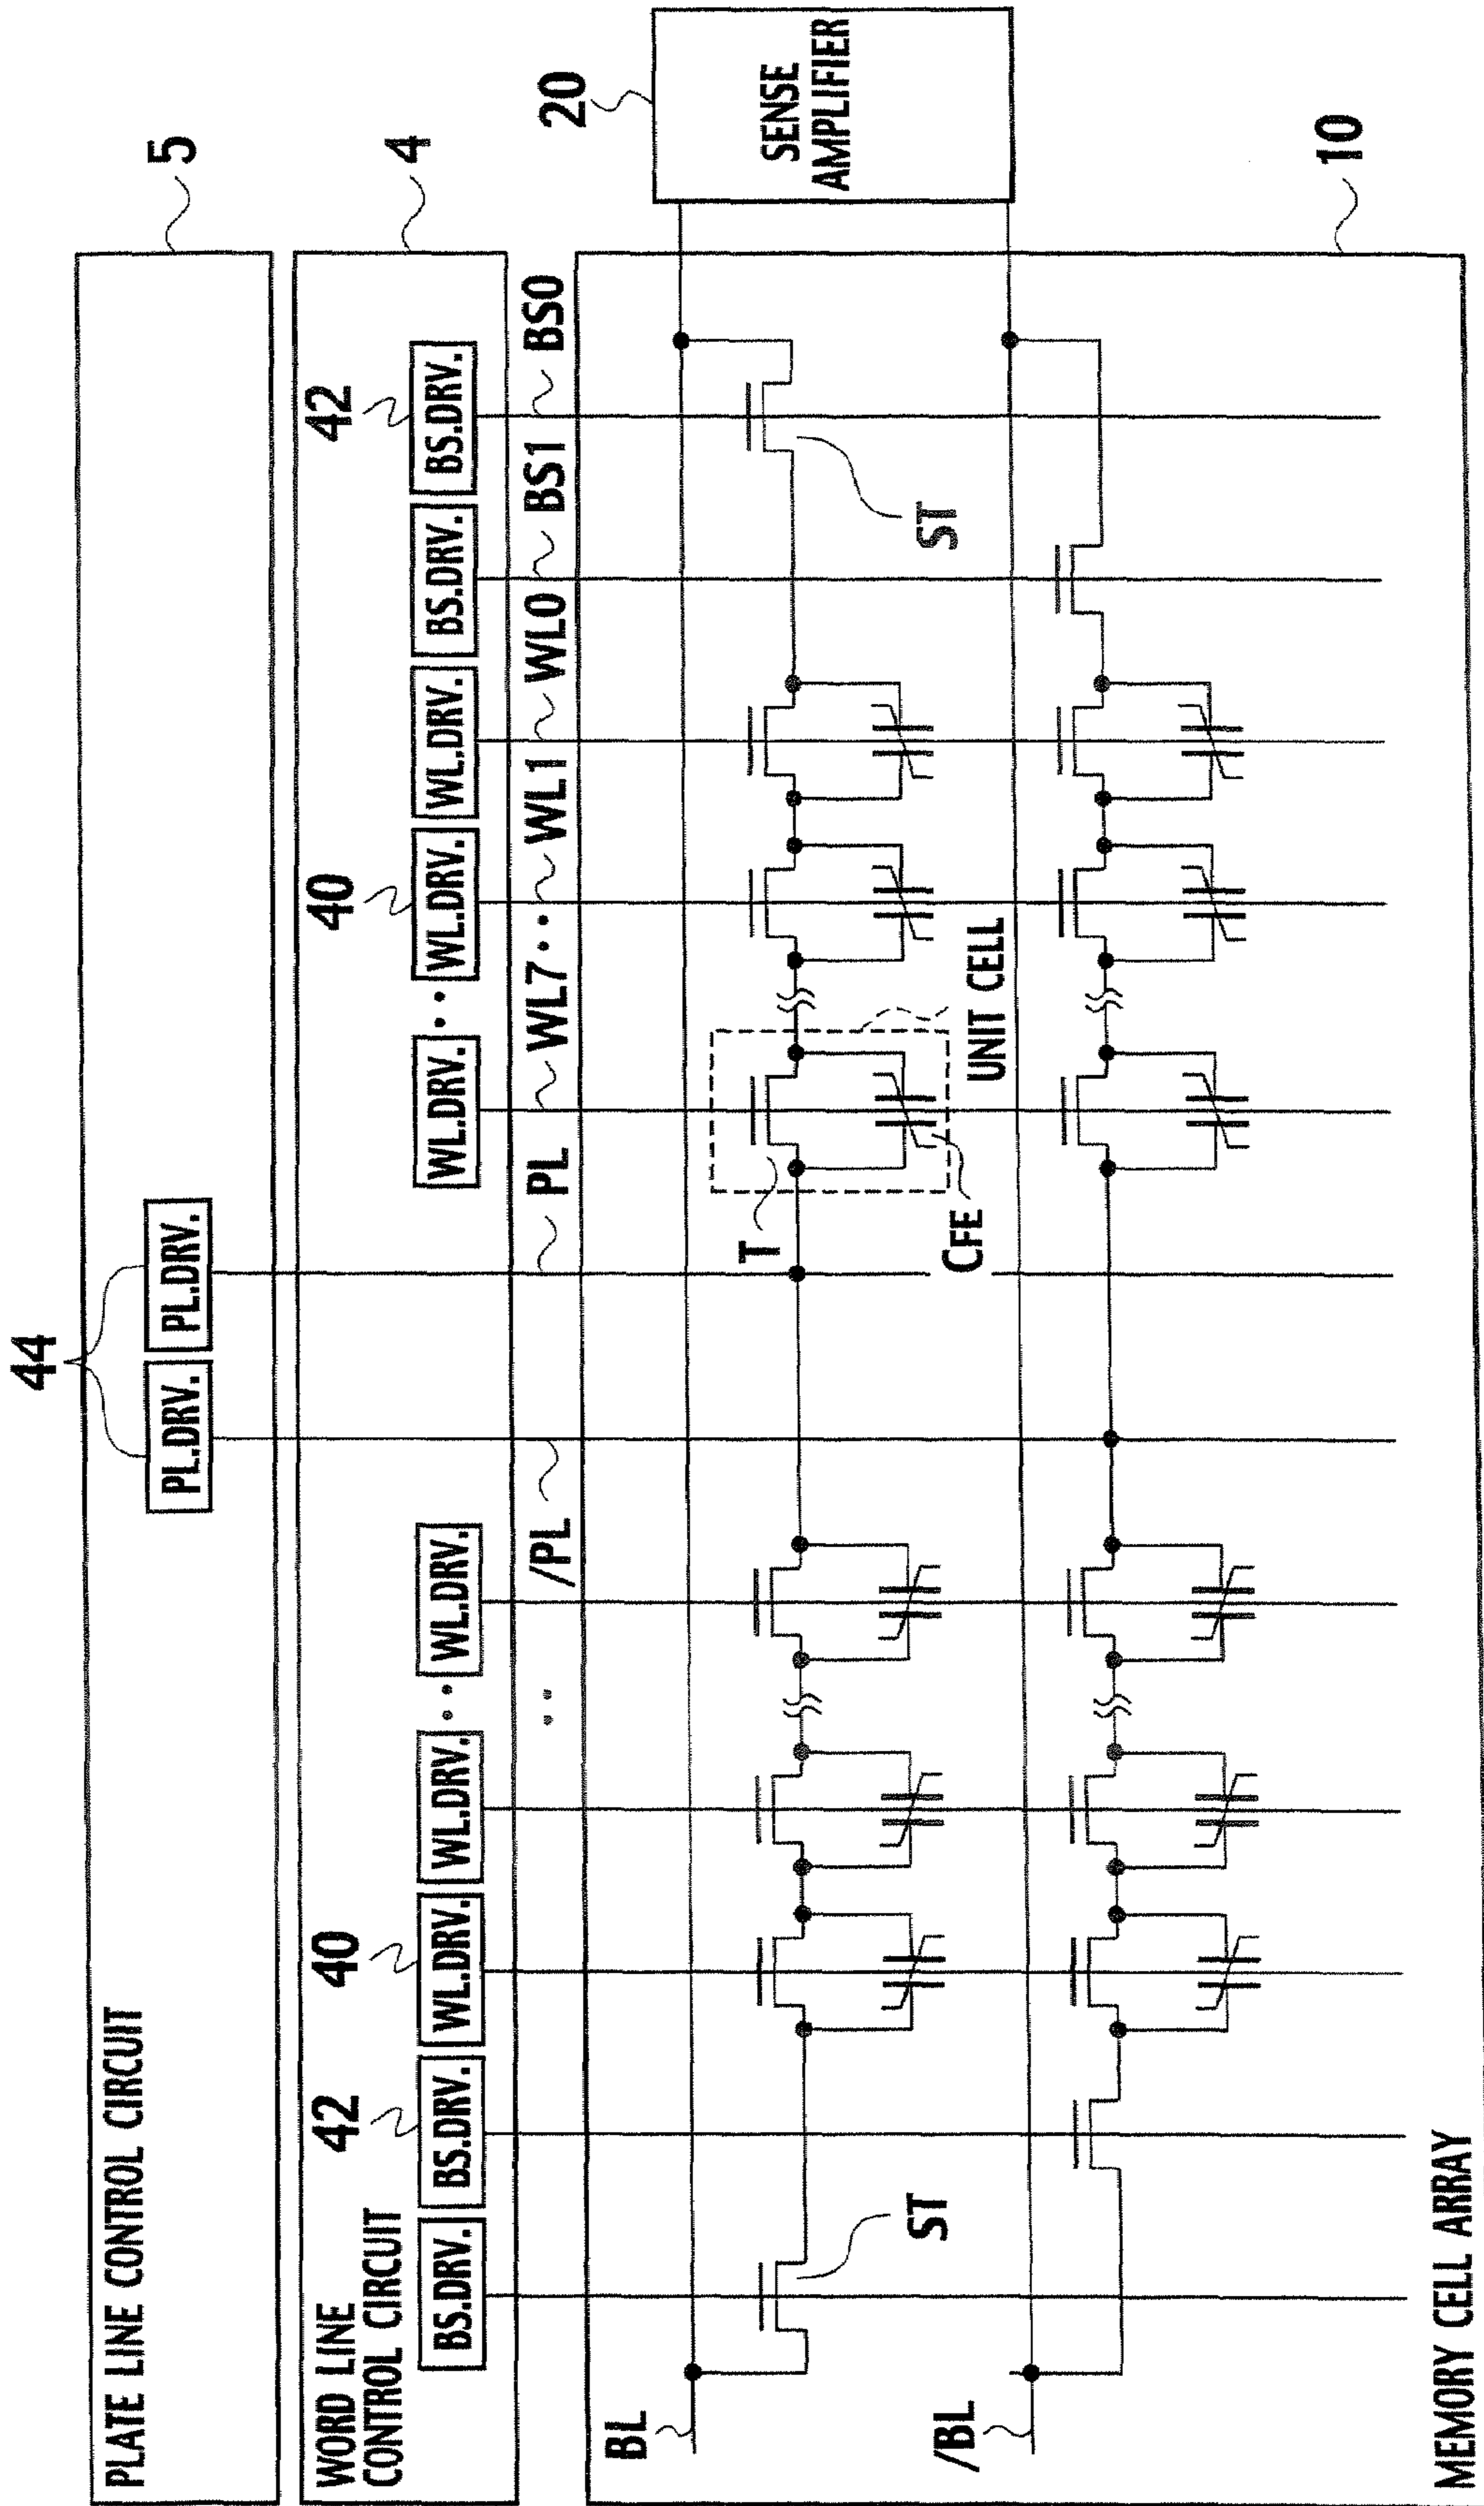 44
PLATE LINE CONTROL CIRCUIT
PL.DRV. PL.DRV.
5
WORD LINE
CONTROL CIRCUIT
42 40 40 42
4
BS.DRV. BS.DRV. WL.DRV. WL.DRV. •• WL.DRV. WL.DRV. •• WL.DRV. WL.DRV. BS.DRV. BS.DRV.
•• /PL PL WL7 •• WL1 WL0 BS1 BS0
20
SENSE
AMPLIFIER
BL
T
ST
CFE
ST
UNIT CELL
/BL
10
MEMORY CELL ARRAY